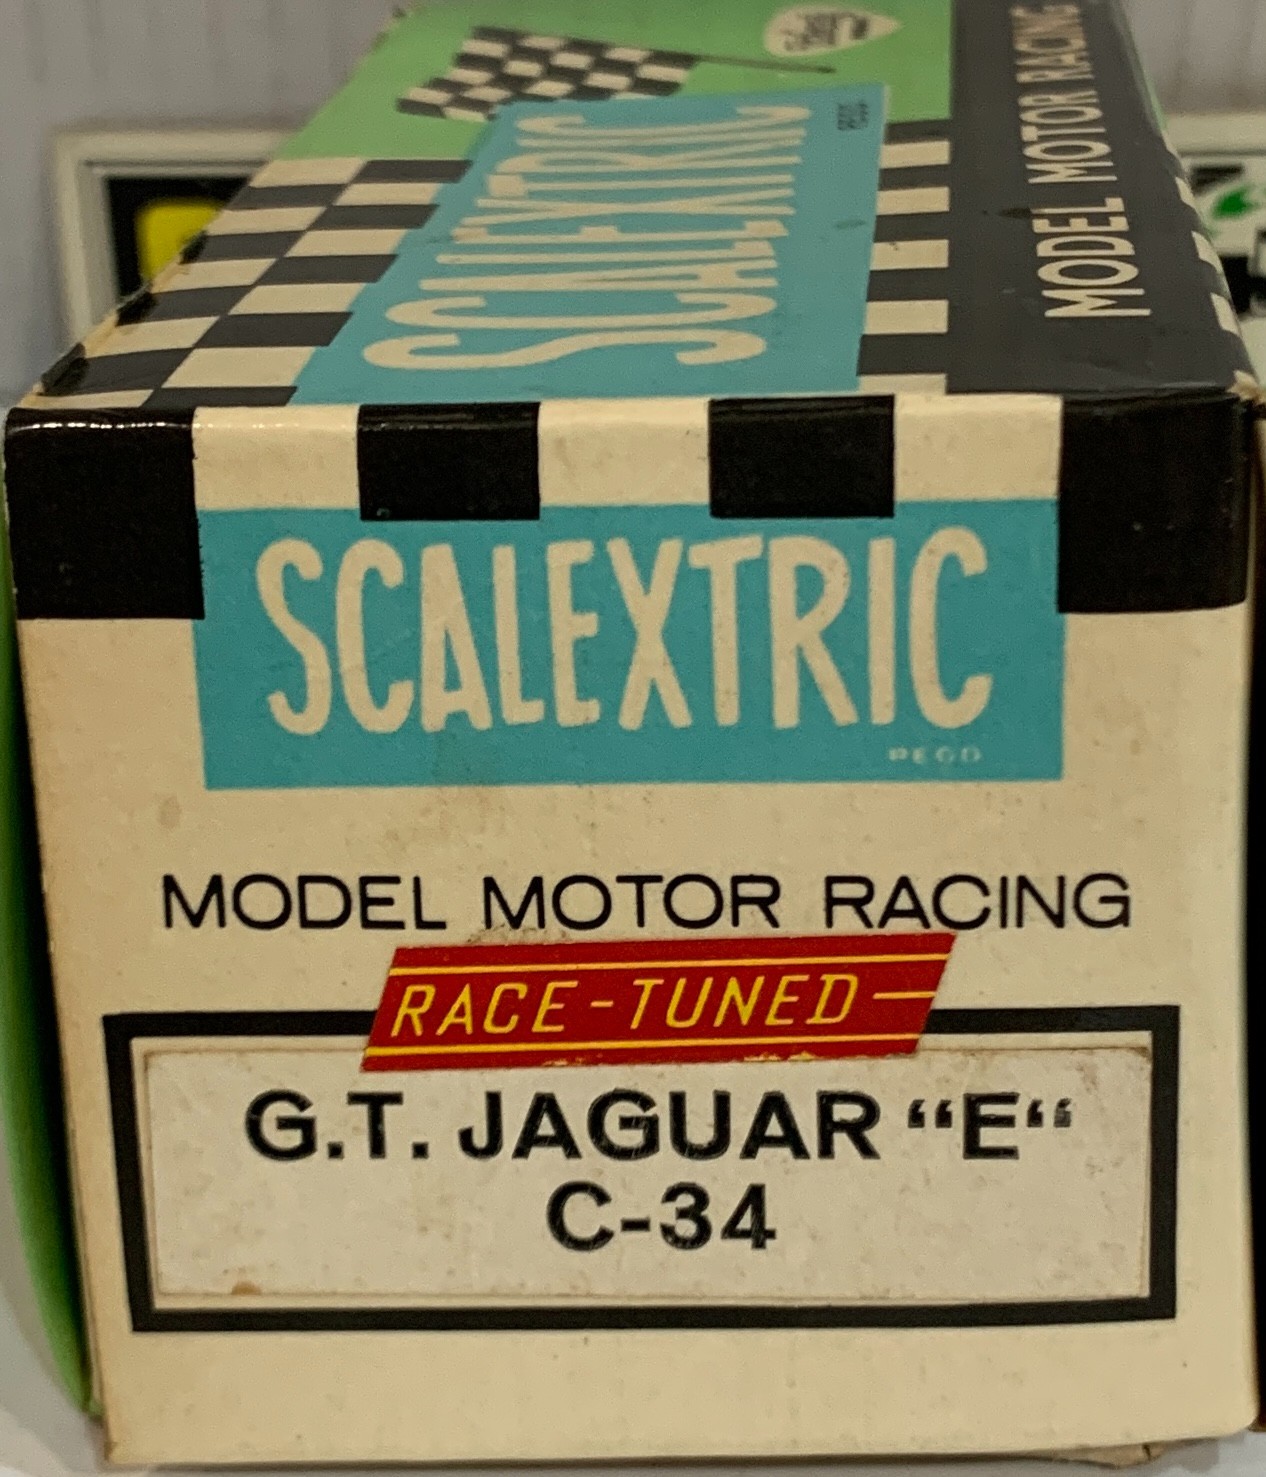 SCALEXTRIC
MODEL MOTOR RACING
SCALEXTRIC
REGD
MODEL MOTOR RACING
RACE-TUNED
G.T. JAGUAR “E“
C-34